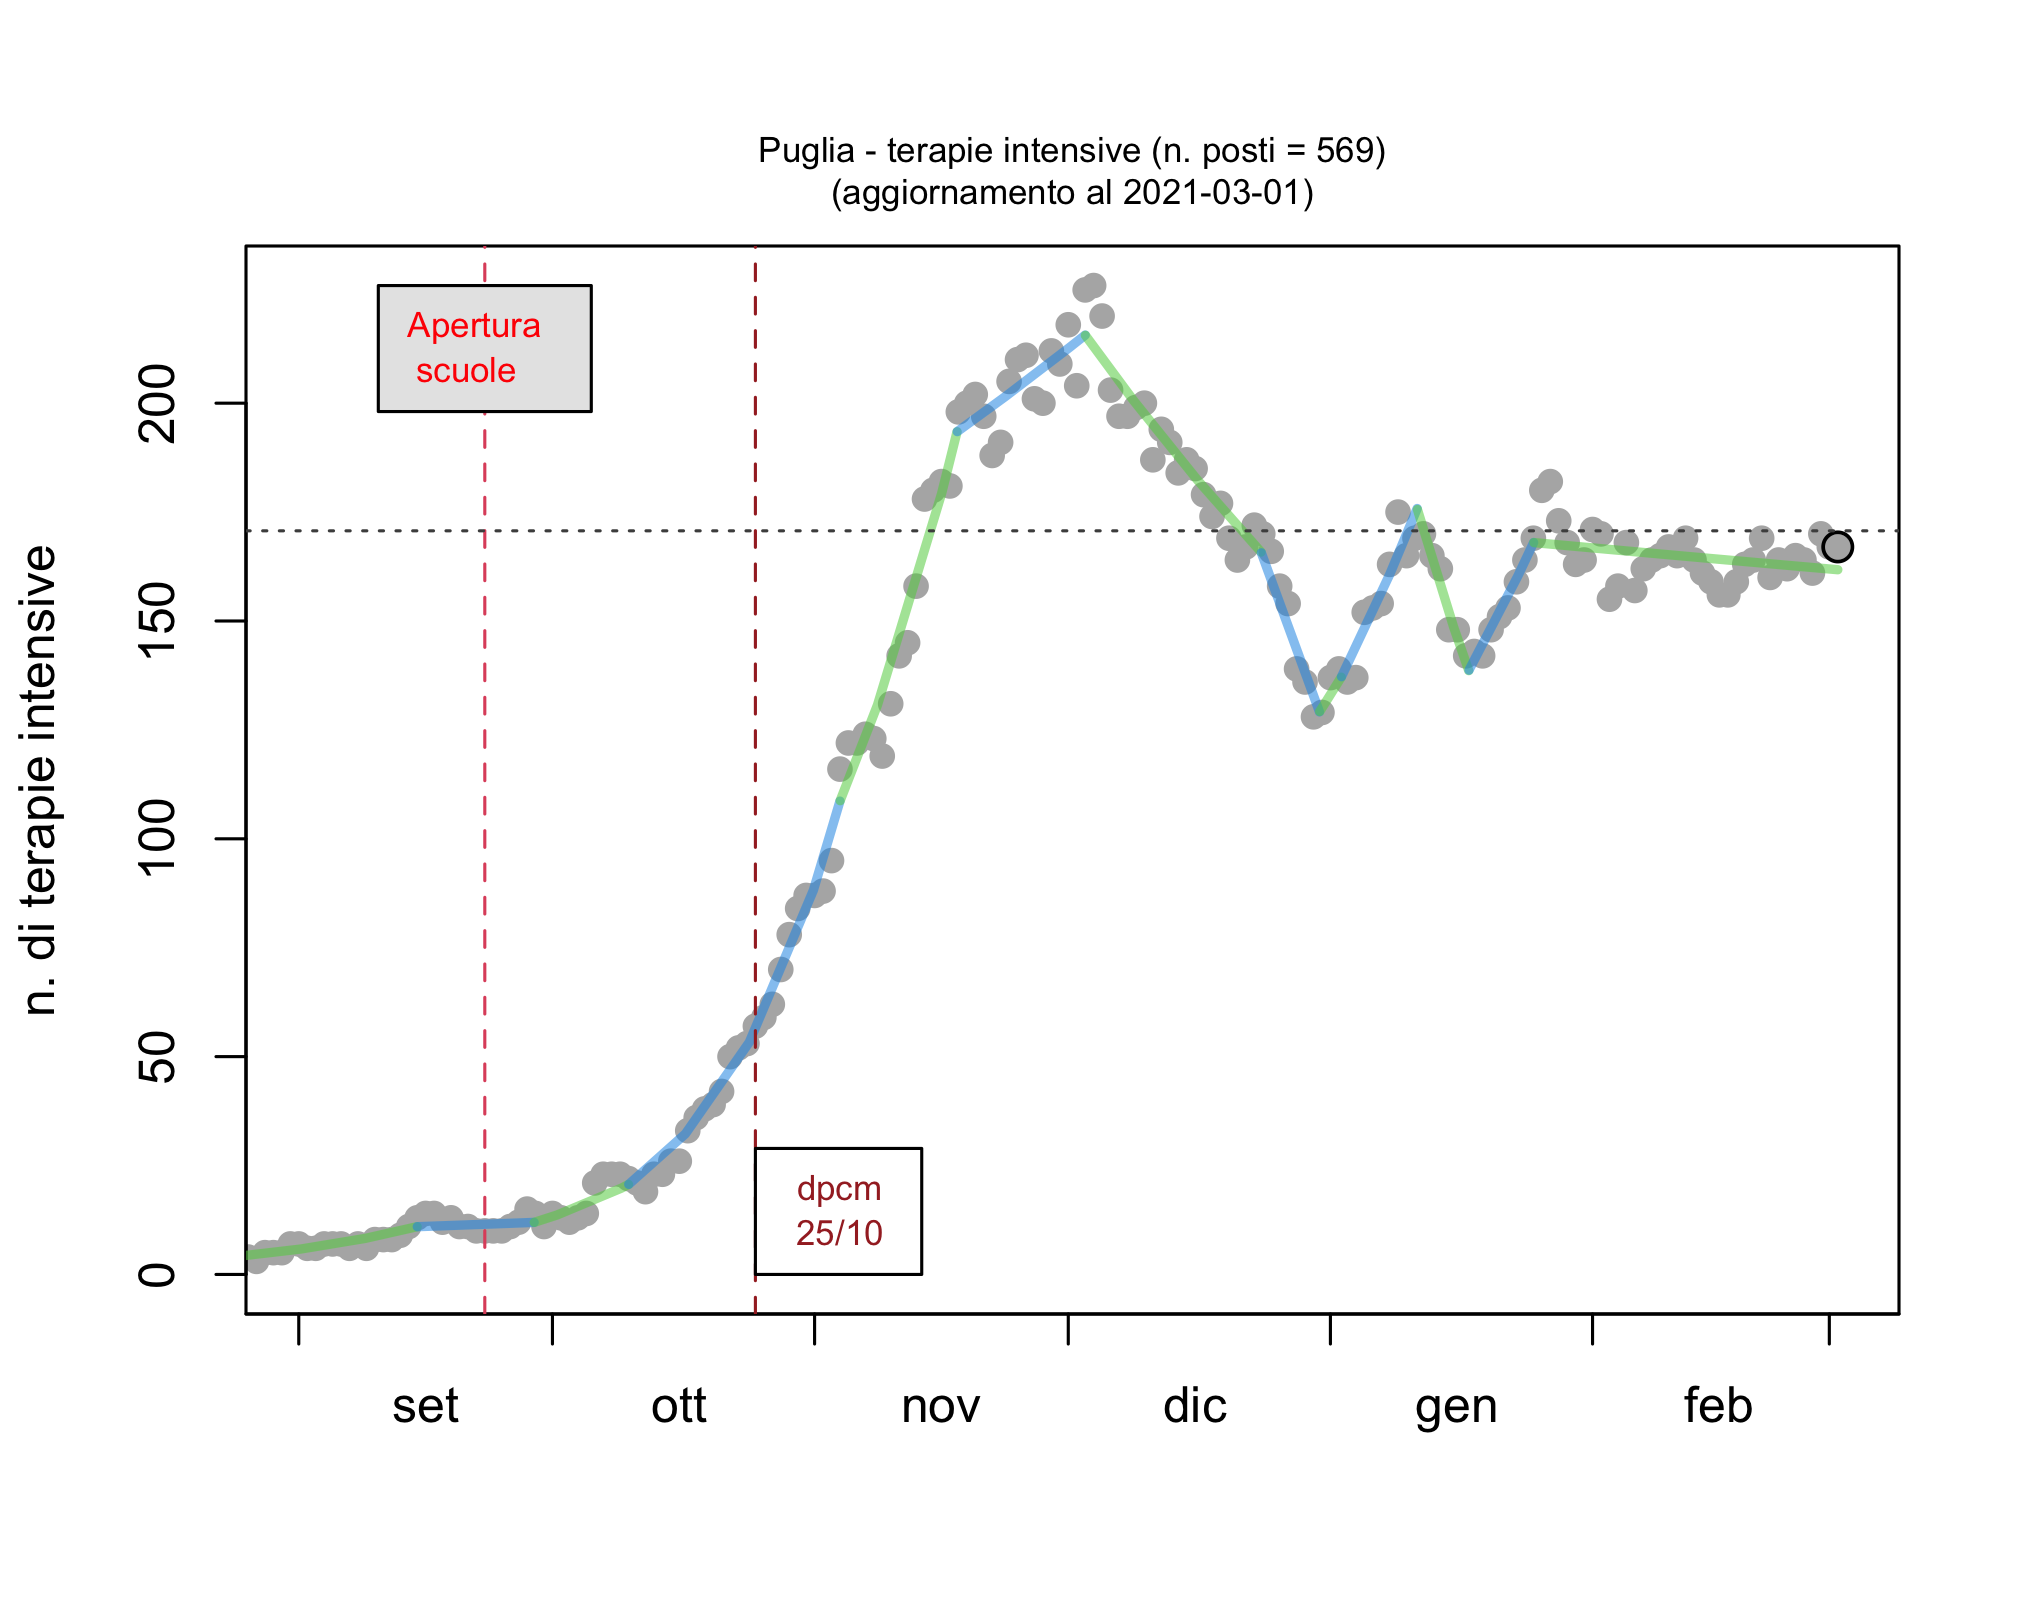 Puglia - terapie intensive (n. posti = 569)
(aggiornamento al 2021-03-01)
n. di terapie intensive
200
150
100
50
0
Apertura
scuole
dpcm
25/10
set ott nov dic gen feb